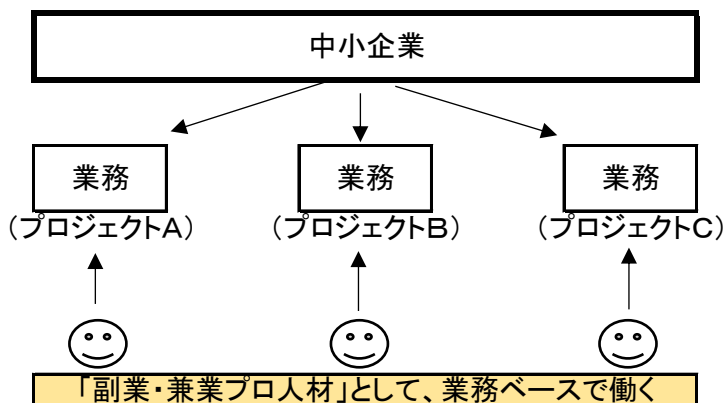 中小企業
業務 業務 業務
(プロジェクトA) (プロジェクトB) (プロジェクトC)
「副業・兼業プロ人材」として、業務ベースで働く